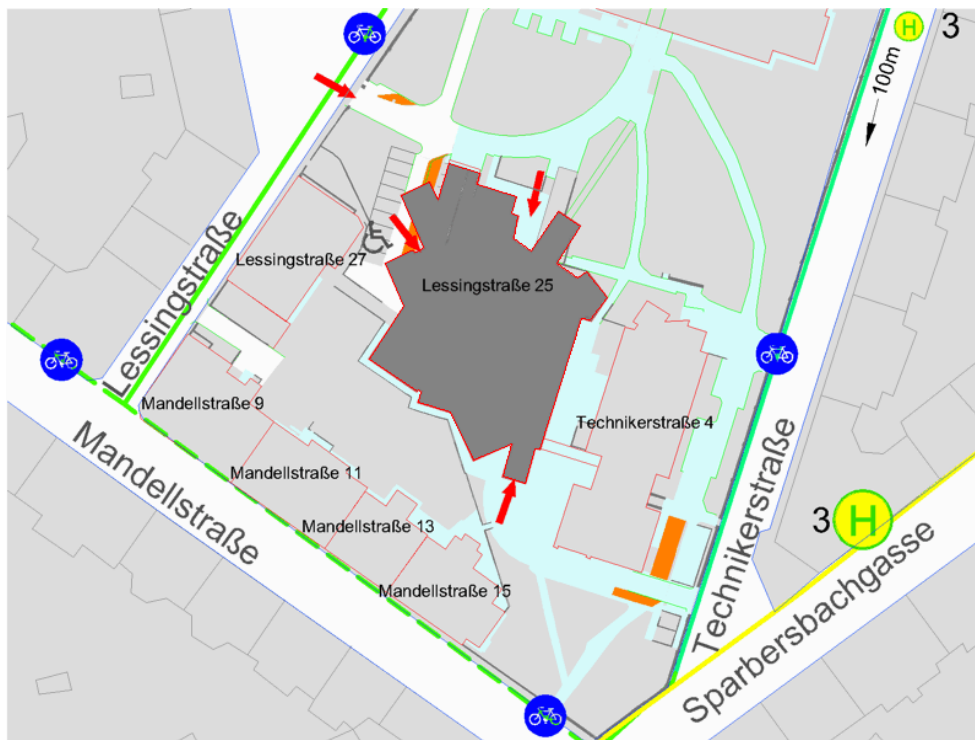 H 3
100m
Lessingstraße
Lessingstraße 27
Lessingstraße 25
Mandellstraße 9
Technikerstraße 4
Mandellstraße 11
Mandellstraße
Mandellstraße 13
3 H
Mandellstraße 15
Technikerstraße
Sparbersbachgasse